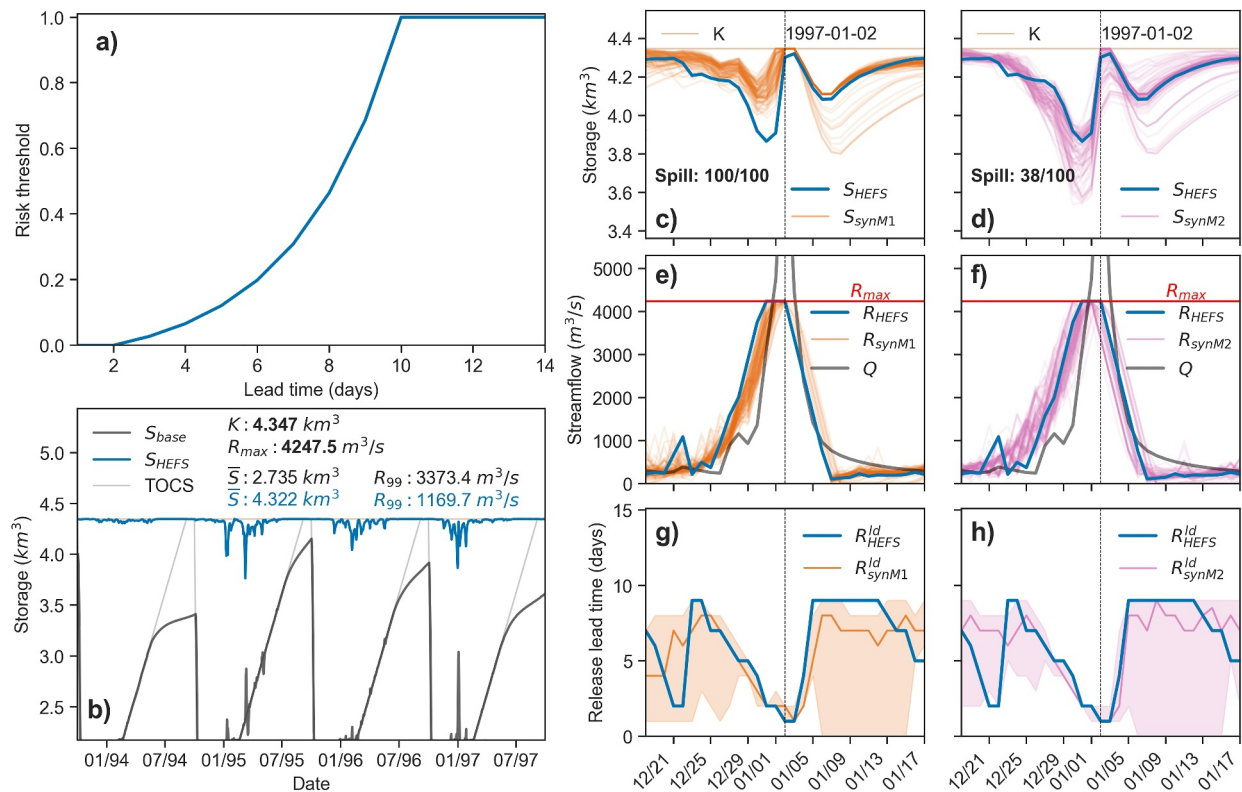 a)
Risk threshold
1.0
0.8
0.6
0.4
0.2
0.0
2 4 6 8 10 12 14
Lead time (days)
b)
S_base
S_HEFS
TOCS
K : 4.347 km³
R_max : 4247.5 m³/s
S̅ : 2.735 km³ R₉₉ : 3373.4 m³/s
S̅ : 4.322 km³ R₉₉ : 1169.7 m³/s
Storage (km³)
5.0
4.5
4.0
3.5
3.0
2.5
01/94 07/94 01/95 07/95 01/96 07/96 01/97 07/97
Date
K 1997-01-02
Storage (km³)
4.4
4.2
4.0
3.8
3.6
3.4
Spill: 100/100
S_HEFS
S_synM1
c)
K 1997-01-02
Spill: 38/100
S_HEFS
S_synM2
d)
e)
Streamflow (m³/s)
5000
4000
3000
2000
1000
0
R_max
R_HEFS
R_synM1
Q
f)
R_max
R_HEFS
R_synM2
Q
g)
Release lead time (days)
15
10
5
0
R^ld_HEFS
R^ld_synM1
12/21 12/25 12/29 01/01 01/05 01/09 01/13 01/17
h)
R^ld_HEFS
R^ld_synM2
12/21 12/25 12/29 01/01 01/05 01/09 01/13 01/17